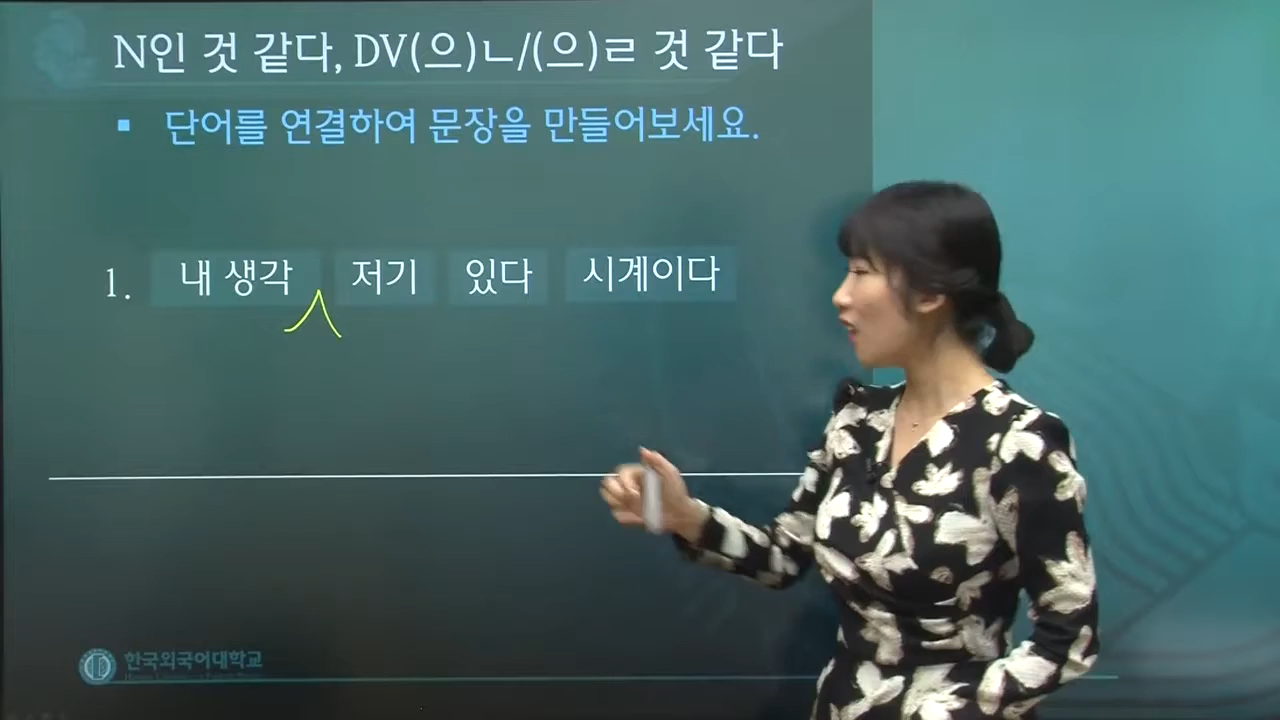 N인 것 같다, DV(으)ㄴ/(으)ㄹ 것 같다
▪ 단어를 연결하여 문장을 만들어보세요.
1. 내 생각 저기 있다 시계이다
한국외국어대학교